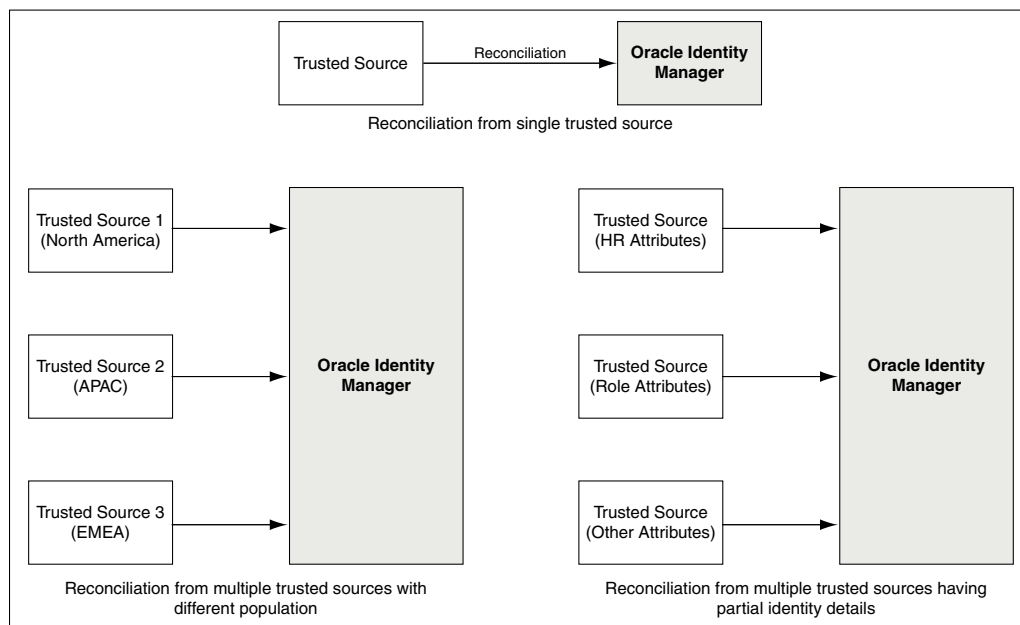 Trusted Source
Reconciliation
Oracle Identity
Manager
Reconciliation from single trusted source
Trusted Source 1
(North America)
Trusted Source 2
(APAC)
Trusted Source 3
(EMEA)
Oracle Identity
Manager
Reconciliation from multiple trusted sources with
different population
Trusted Source
(HR Attributes)
Trusted Source
(Role Attributes)
Trusted Source
(Other Attributes)
Oracle Identity
Manager
Reconciliation from multiple trusted sources having
partial identity details